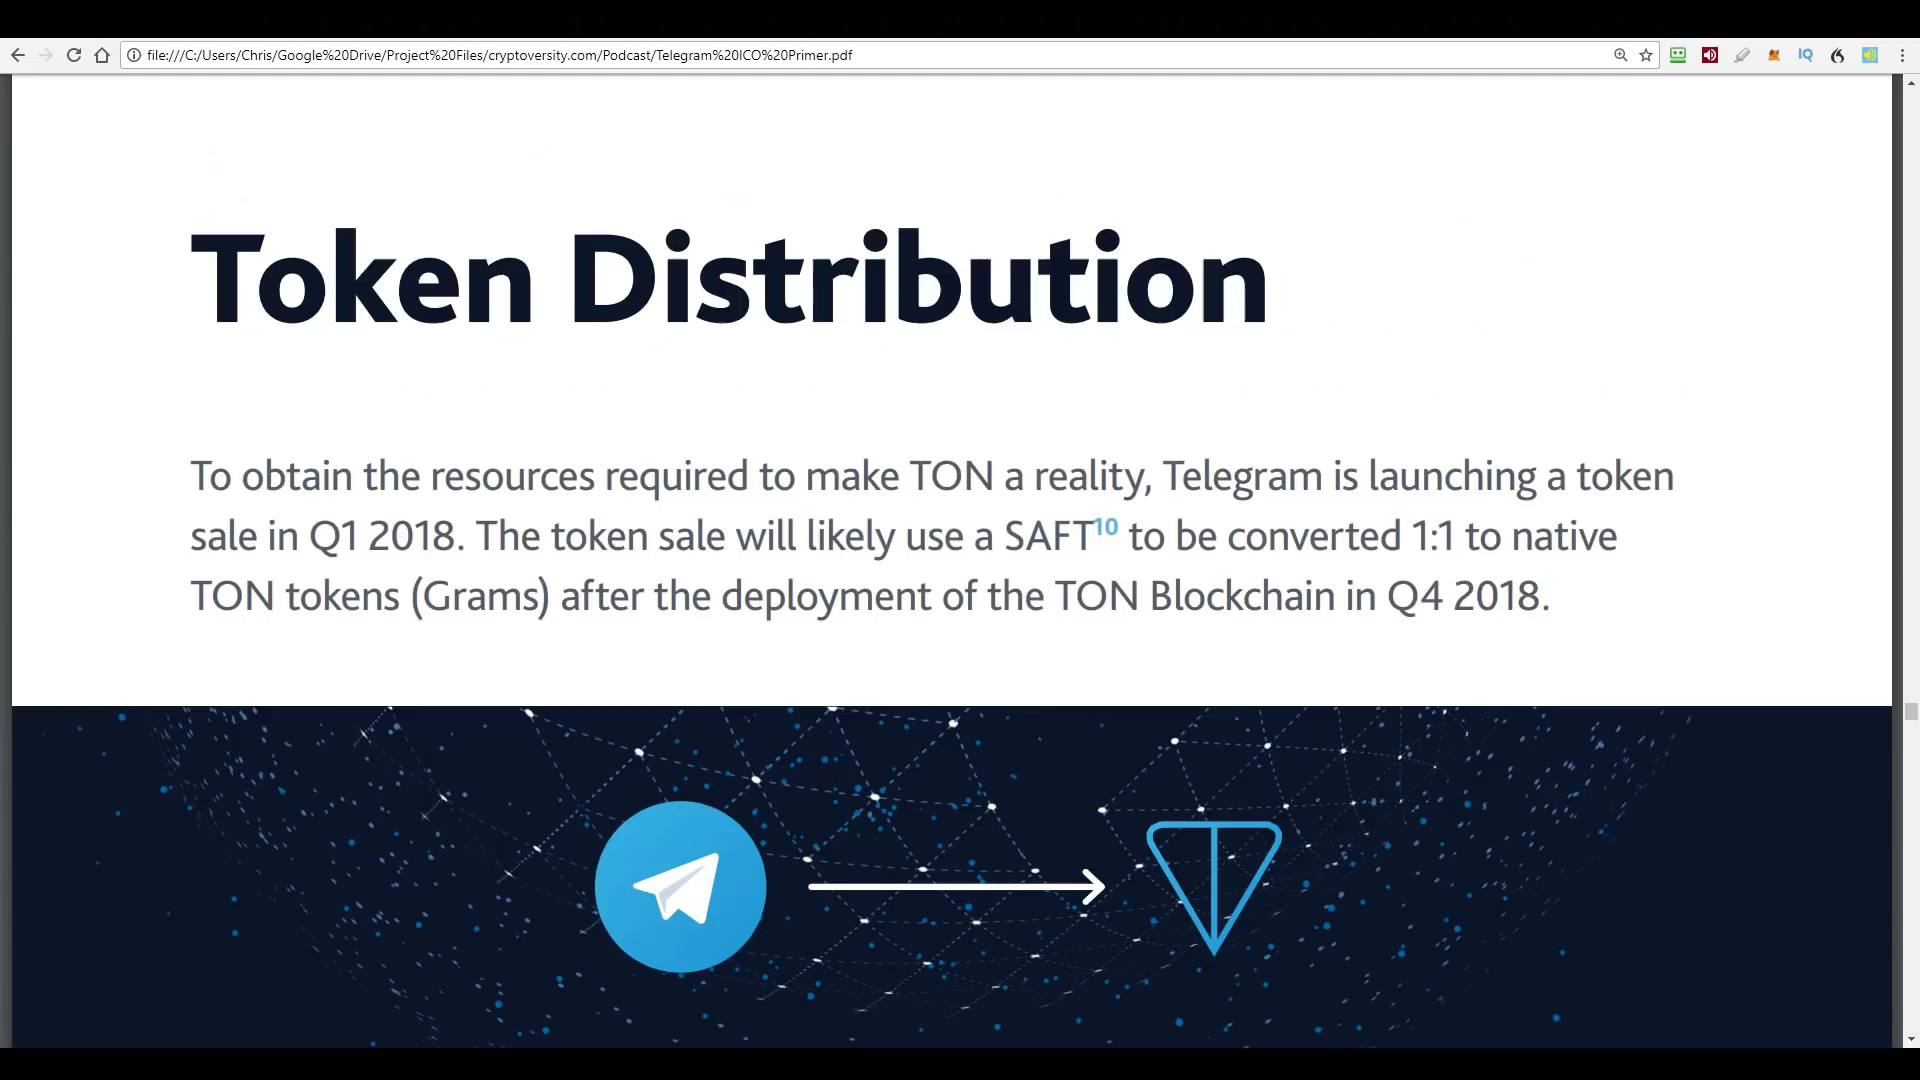 file:///C:/Users/Chris/Google%20Drive/Project%20Files/cryptoversity.com/Podcast/Telegram%20ICO%20Primer.pdf
IQ
Token Distribution
To obtain the resources required to make TON a reality, Telegram is launching a token
sale in Q1 2018. The token sale will likely use a SAFT10 to be converted 1:1 to native
TON tokens (Grams) after the deployment of the TON Blockchain in Q4 2018.